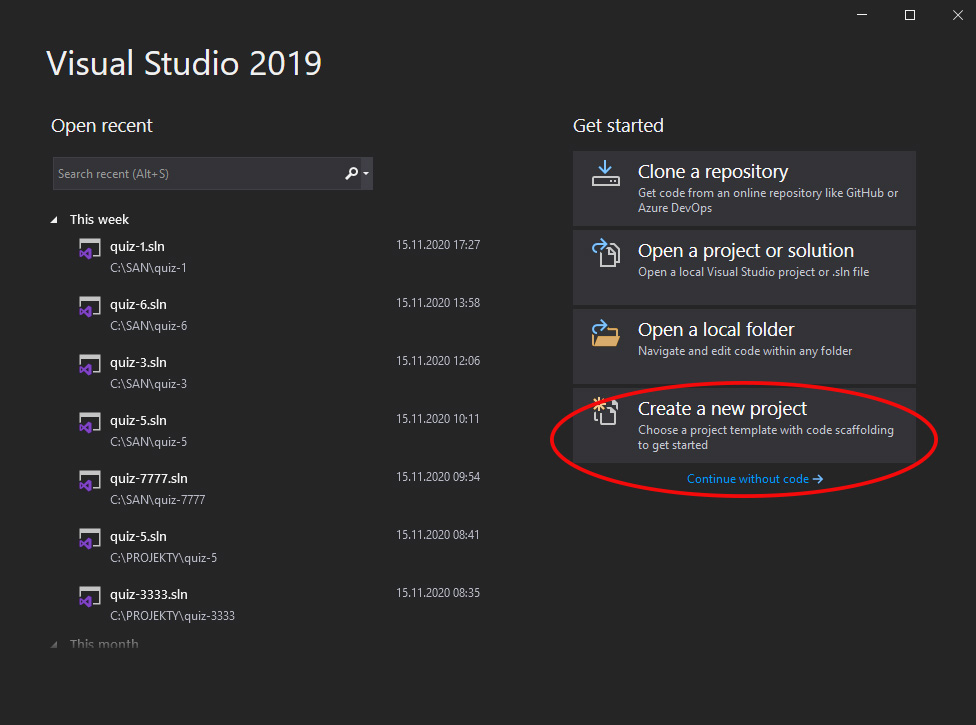 Visual Studio 2019
Open recent
Search recent (Alt+S)
This week
quiz-1.sln 15.11.2020 17:27
C:\SAN\quiz-1
quiz-6.sln 15.11.2020 13:58
C:\SAN\quiz-6
quiz-3.sln 15.11.2020 12:06
C:\SAN\quiz-3
quiz-5.sln 15.11.2020 10:11
C:\SAN\quiz-5
quiz-7777.sln 15.11.2020 09:54
C:\SAN\quiz-7777
quiz-5.sln 15.11.2020 08:41
C:\PROJEKTY\quiz-5
quiz-3333.sln 15.11.2020 08:35
C:\PROJEKTY\quiz-3333
This month
Get started
Clone a repository
Get code from an online repository like GitHub or
Azure DevOps
Open a project or solution
Open a local Visual Studio project or .sln file
Open a local folder
Navigate and edit code within any folder
Create a new project
Choose a project template with code scaffolding
to get started
Continue without code →